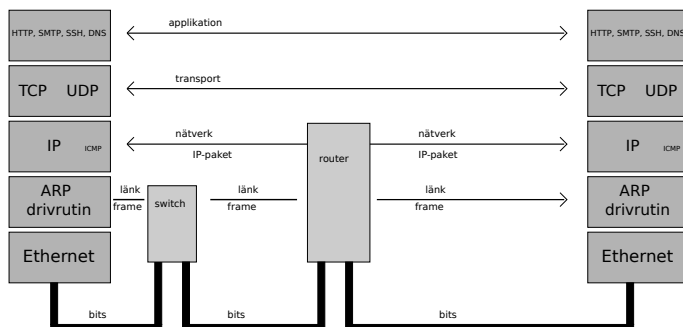 HTTP, SMTP, SSH, DNS
applikation
HTTP, SMTP, SSH, DNS
TCP UDP
transport
TCP UDP
IP ICMP
nätverk
IP-paket
router
nätverk
IP-paket
IP ICMP
ARP
drivrutin
länk
frame
switch
länk
frame
länk
frame
ARP
drivrutin
Ethernet
Ethernet
bits
bits
bits